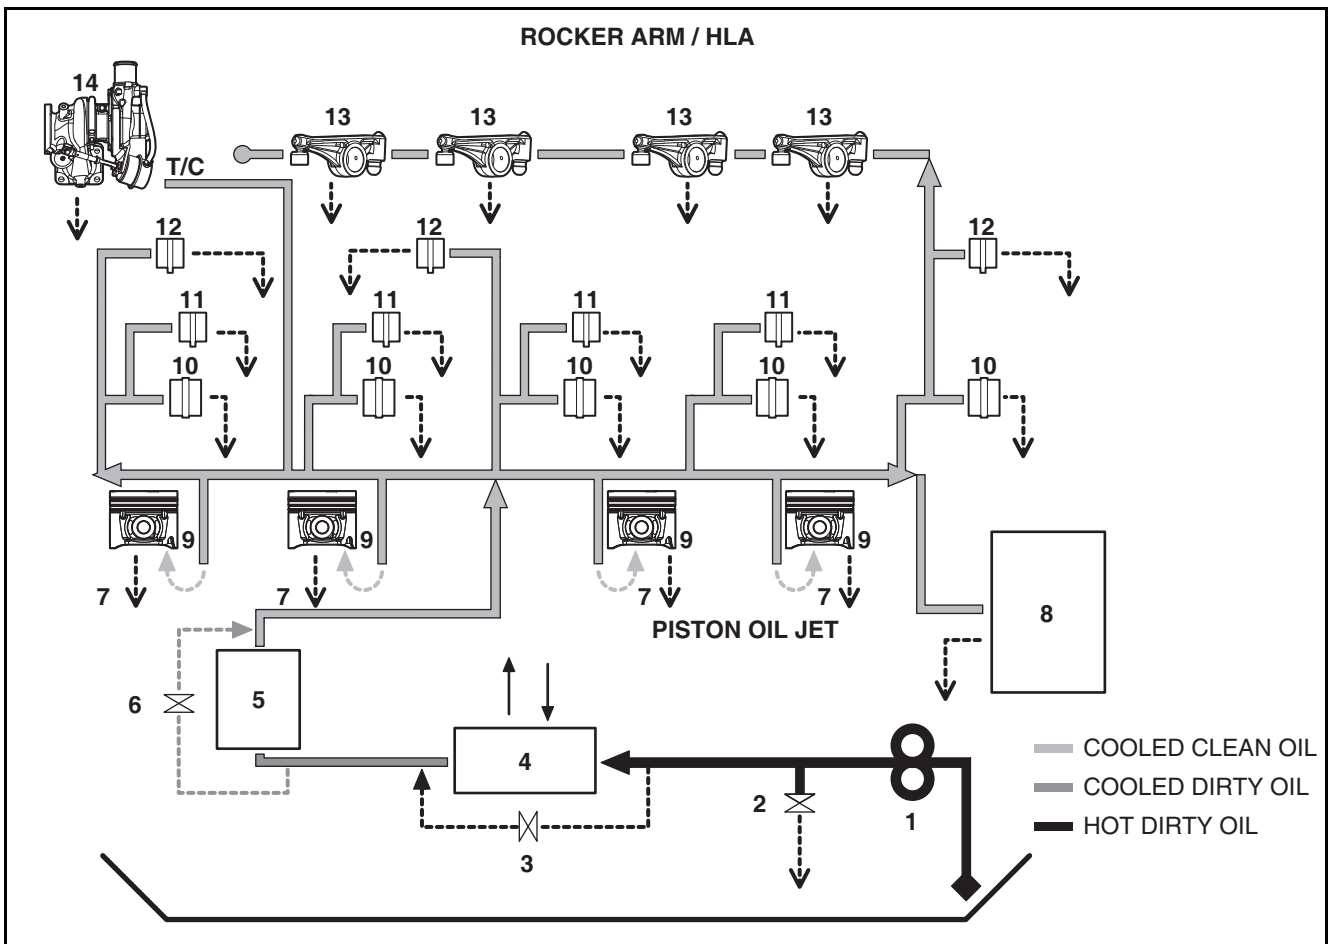 ROCKER ARM / HLA
14
13 13 13 13
T/C
12 12 12
11 11 11 11
10 10 10 10 10
9 9 9 9
7 7 7 7
PISTON OIL JET
8
6
5
4
COOLED CLEAN OIL
COOLED DIRTY OIL
2
1
HOT DIRTY OIL
3